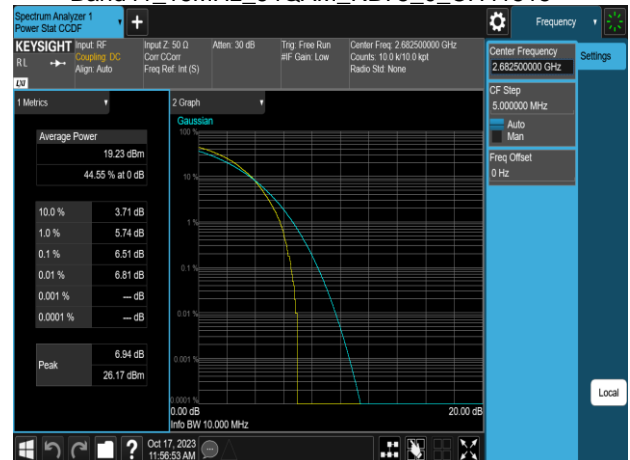 Spectrum Analyzer 1
Power Stat CCDF
Frequency
KEYSIGHT
RL
LXI
Input: RF
Coupling: DC
Align: Auto
Input Z: 50 Ω
Corr CCorr
Freq Ref: Int (S)
Atten: 30 dB
Trig: Free Run
#IF Gain: Low
Center Freq: 2.682500000 GHz
Counts: 10.0 k/10.0 kpt
Radio Std: None
Center Frequency
2.682500000 GHz
Settings
CF Step
5.000000 MHz
Auto
Man
Freq Offset
0 Hz
Local
1 Metrics
Average Power
19.23 dBm
44.55 % at 0 dB
10.0 % 3.71 dB
1.0 % 5.74 dB
0.1 % 6.51 dB
0.01 % 6.81 dB
0.001 % --- dB
0.0001 % --- dB
Peak
6.94 dB
26.17 dBm
2 Graph
Gaussian
100 %
10 %
1 %
0.1 %
0.01 %
0.001 %
0.0001 %
0.00 dB 20.00 dB
Info BW 10.000 MHz
Oct 17, 2023
11:56:53 AM